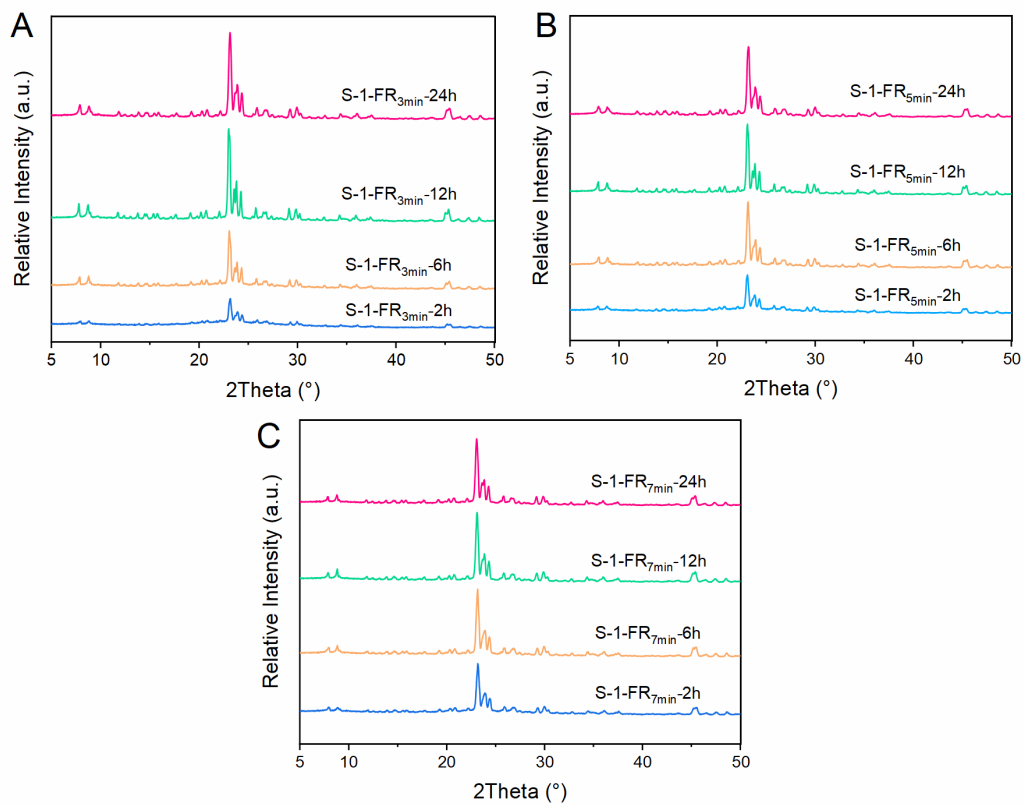 A
Relative Intensity (a.u.)
S-1-FR3min-24h
S-1-FR3min-12h
S-1-FR3min-6h
S-1-FR3min-2h
5 10 20 30 40 50
2Theta (°)
B
Relative Intensity (a.u.)
S-1-FR5min-24h
S-1-FR5min-12h
S-1-FR5min-6h
S-1-FR5min-2h
5 10 20 30 40 50
2Theta (°)
C
Relative Intensity (a.u.)
S-1-FR7min-24h
S-1-FR7min-12h
S-1-FR7min-6h
S-1-FR7min-2h
5 10 20 30 40 50
2Theta (°)